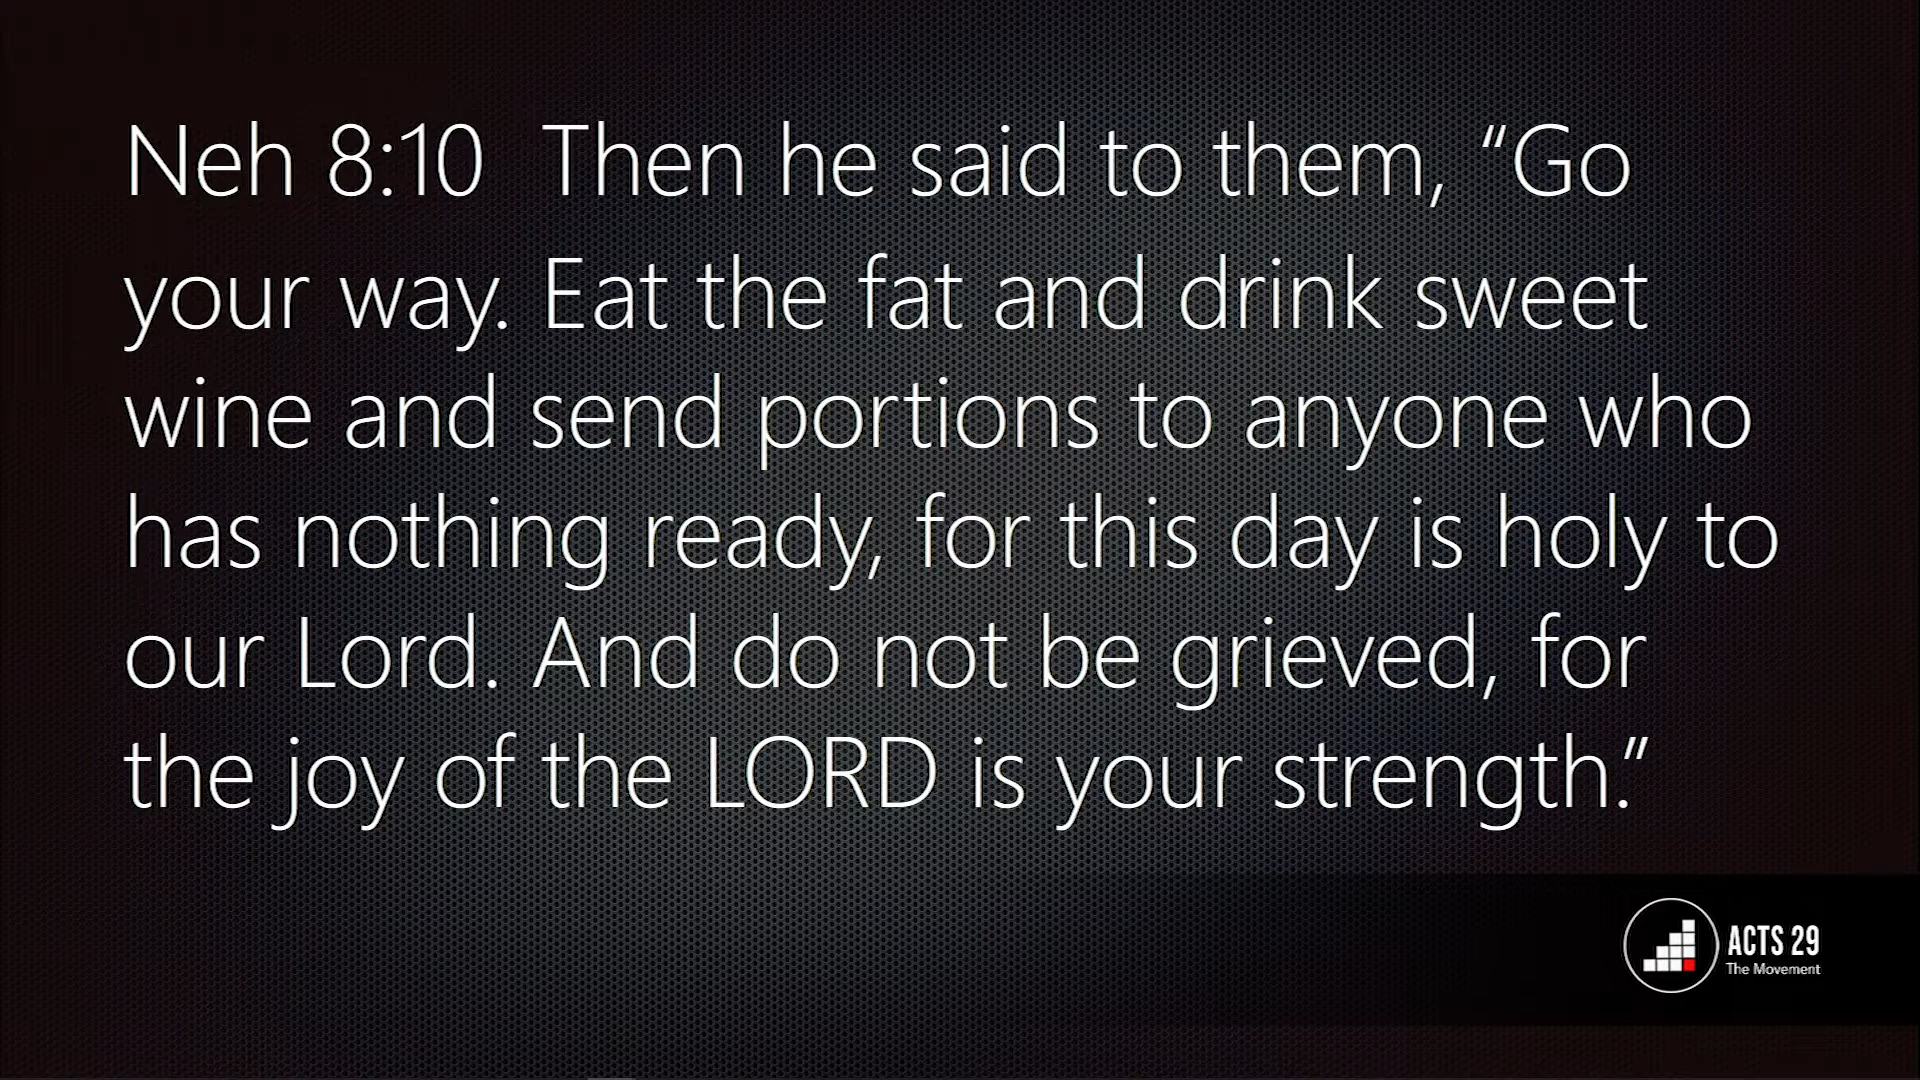 Neh 8:10  Then he said to them, “Go
your way. Eat the fat and drink sweet
wine and send portions to anyone who
has nothing ready, for this day is holy to
our Lord. And do not be grieved, for
the joy of the LORD is your strength.”
ACTS 29
The Movement